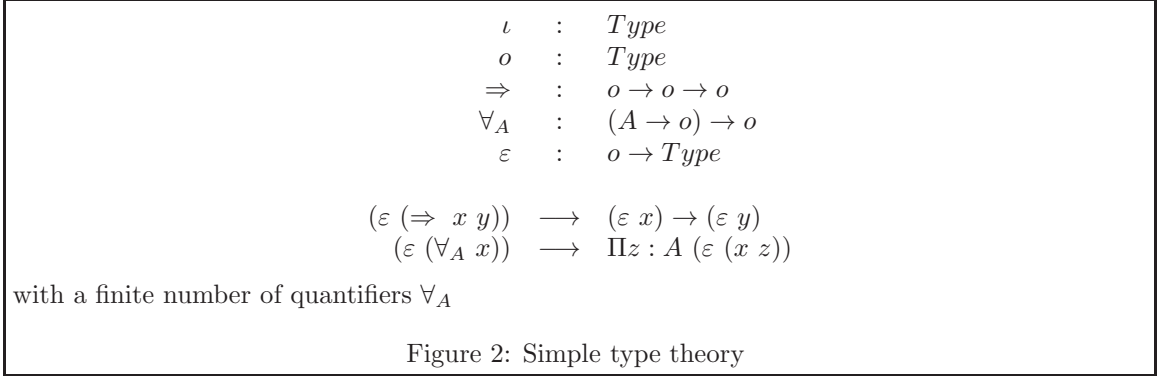 ι : Type
o : Type
⇒ : o → o → o
∀_A : (A → o) → o
ε : o → Type
(ε (⇒ x y)) ⟶ (ε x) → (ε y)
(ε (∀_A x)) ⟶ Πz : A (ε (x z))
with a finite number of quantifiers ∀_A
Figure 2: Simple type theory